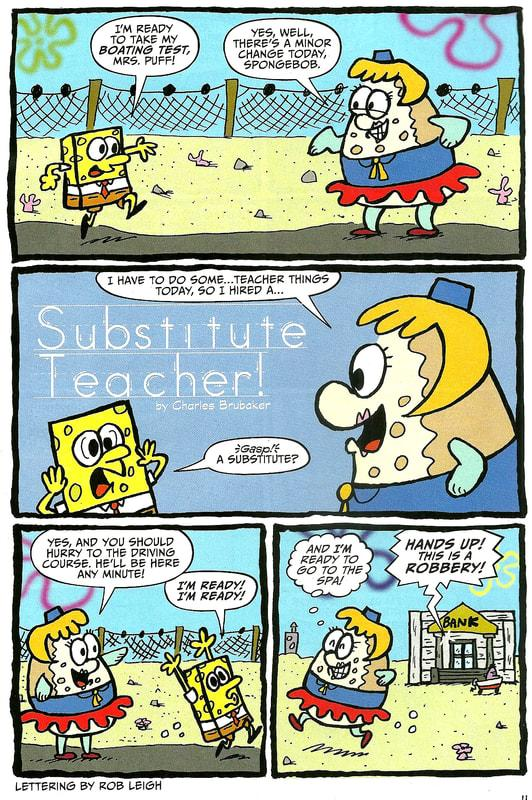 I'M READY
TO TAKE MY
BOATING TEST,
MRS. PUFF!
YES, WELL,
THERE'S A MINOR
CHANGE TODAY,
SPONGEBOB.
I HAVE TO DO SOME...TEACHER THINGS
TODAY, SO I HIRED A...
Substitute
Teacher!
by Charles Brubaker
Gasp!
A SUBSTITUTE?
YES, AND YOU SHOULD
HURRY TO THE DRIVING
COURSE. HE'LL BE HERE
ANY MINUTE!
I'M READY!
I'M READY!
AND I'M
READY TO
GO TO THE
SPA!
HANDS UP!
THIS IS A
ROBBERY!
BANK
LETTERING BY ROB LEIGH